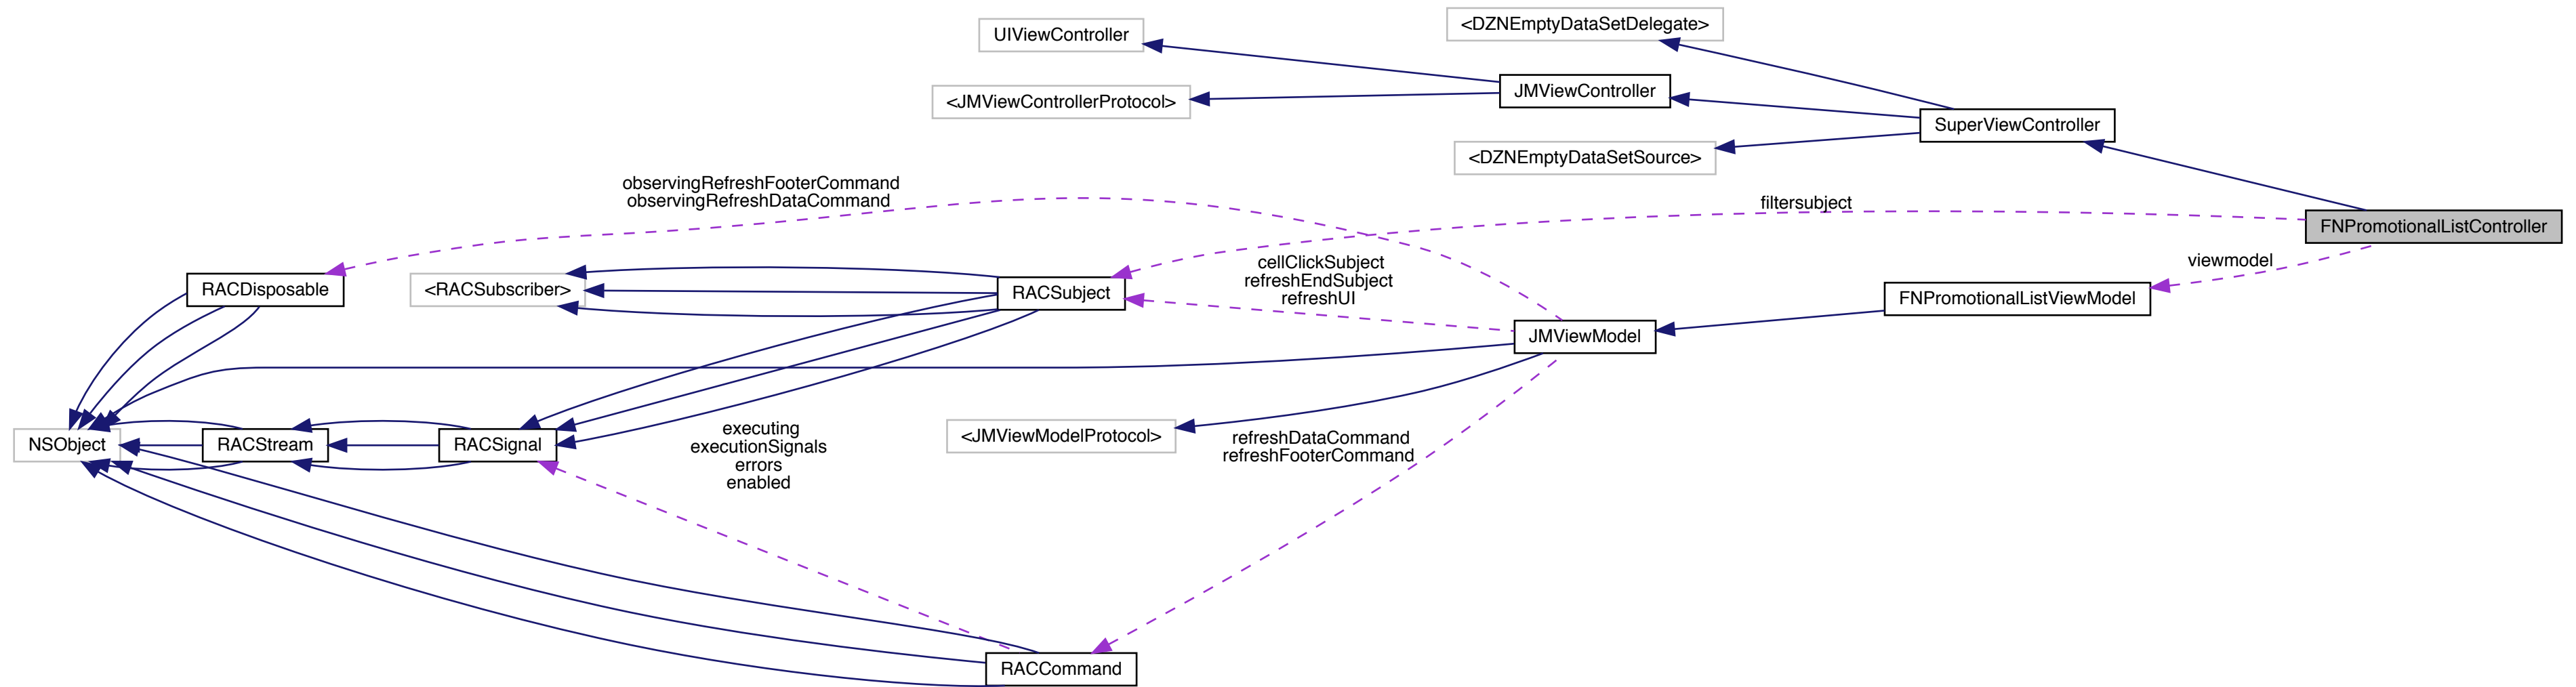 <DZNEmptyDataSetDelegate>
UIViewController
JMViewController
<JMViewControllerProtocol>
SuperViewController
<DZNEmptyDataSetSource>
observingRefreshFooterCommand
observingRefreshDataCommand
filtersubject
FNPromotionalListController
viewmodel
cellClickSubject
refreshEndSubject
refreshUI
RACDisposable
<RACSubscriber>
RACSubject
FNPromotionalListViewModel
JMViewModel
NSObject
RACStream
RACSignal
executing
executionSignals
errors
enabled
<JMViewModelProtocol>
refreshDataCommand
refreshFooterCommand
RACCommand